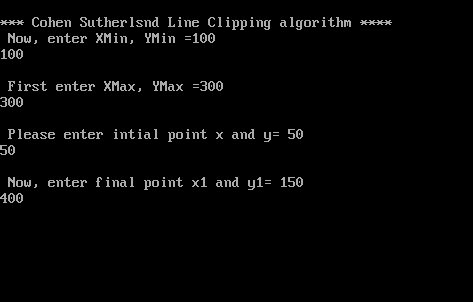 *** Cohen Sutherlsnd Line Clipping algorithm ****
Now, enter XMin, YMin =100
100
First enter XMax, YMax =300
300
Please enter intial point x and y= 50
50
Now, enter final point x1 and y1= 150
400